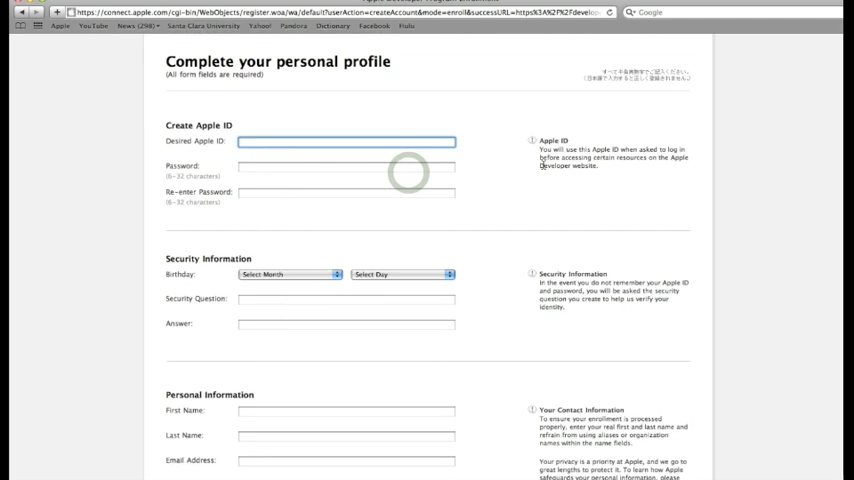 Apple Developer Program Enrollment
https://connect.apple.com/cgi-bin/WebObjects/register.woa/wa/default?userAction=createAccount&mode=enroll&successURL=https%3A%2F%2Fdevelop
Google
Apple YouTube News (298) Santa Clara University Yahoo! Pandora Dictionary Facebook Hulu
Complete your personal profile
(All form fields are required)
Create Apple ID
Desired Apple ID:
Password:
(6-32 characters)
Re-enter Password:
(6-32 characters)
Apple ID
You will use this Apple ID when asked to log in
before accessing certain resources on the Apple
Developer website.
Security Information
Birthday: Select Month Select Day
Security Question:
Answer:
Security Information
In the event you do not remember your Apple ID
and password, you will be asked the security
question you create to help us verify your
identity.
Personal Information
First Name:
Last Name:
Email Address:
Your Contact Information
To ensure your enrollment is processed
properly, enter your real first and last name and
refrain from using aliases or organization
names within the name fields.
Your privacy is a priority at Apple, and we go to
great lengths to protect it. To learn how Apple
safeguards your personal information, please